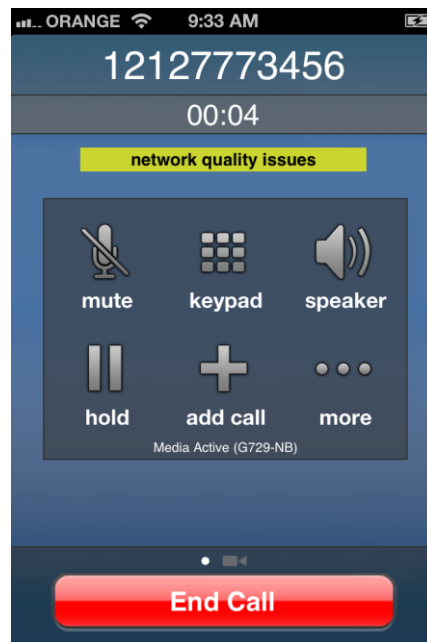 ORANGE 9:33 AM
12127773456
00:04
network quality issues
mute keypad speaker
hold add call more
Media Active (G729-NB)
End Call